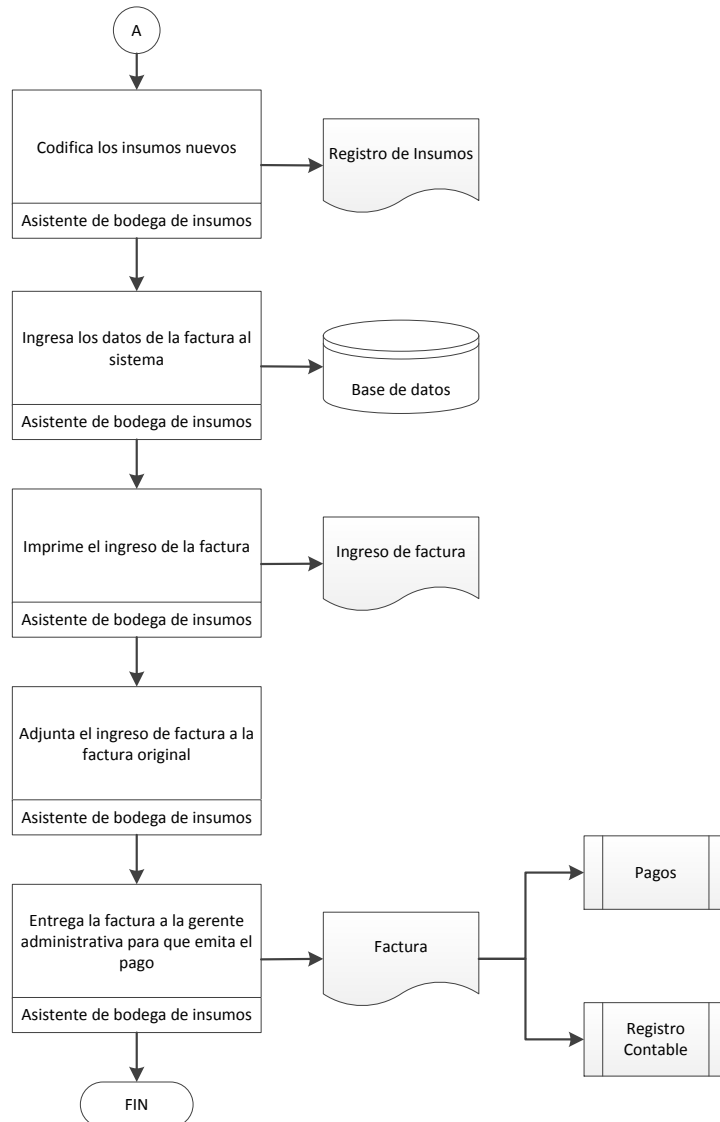 A
Codifica los insumos nuevos
Asistente de bodega de insumos
Registro de Insumos
Ingresa los datos de la factura al
sistema
Asistente de bodega de insumos
Base de datos
Imprime el ingreso de la factura
Asistente de bodega de insumos
Ingreso de factura
Adjunta el ingreso de factura a la
factura original
Asistente de bodega de insumos
Entrega la factura a la gerente
administrativa para que emita el
pago
Asistente de bodega de insumos
Factura
Pagos
Registro
Contable
FIN